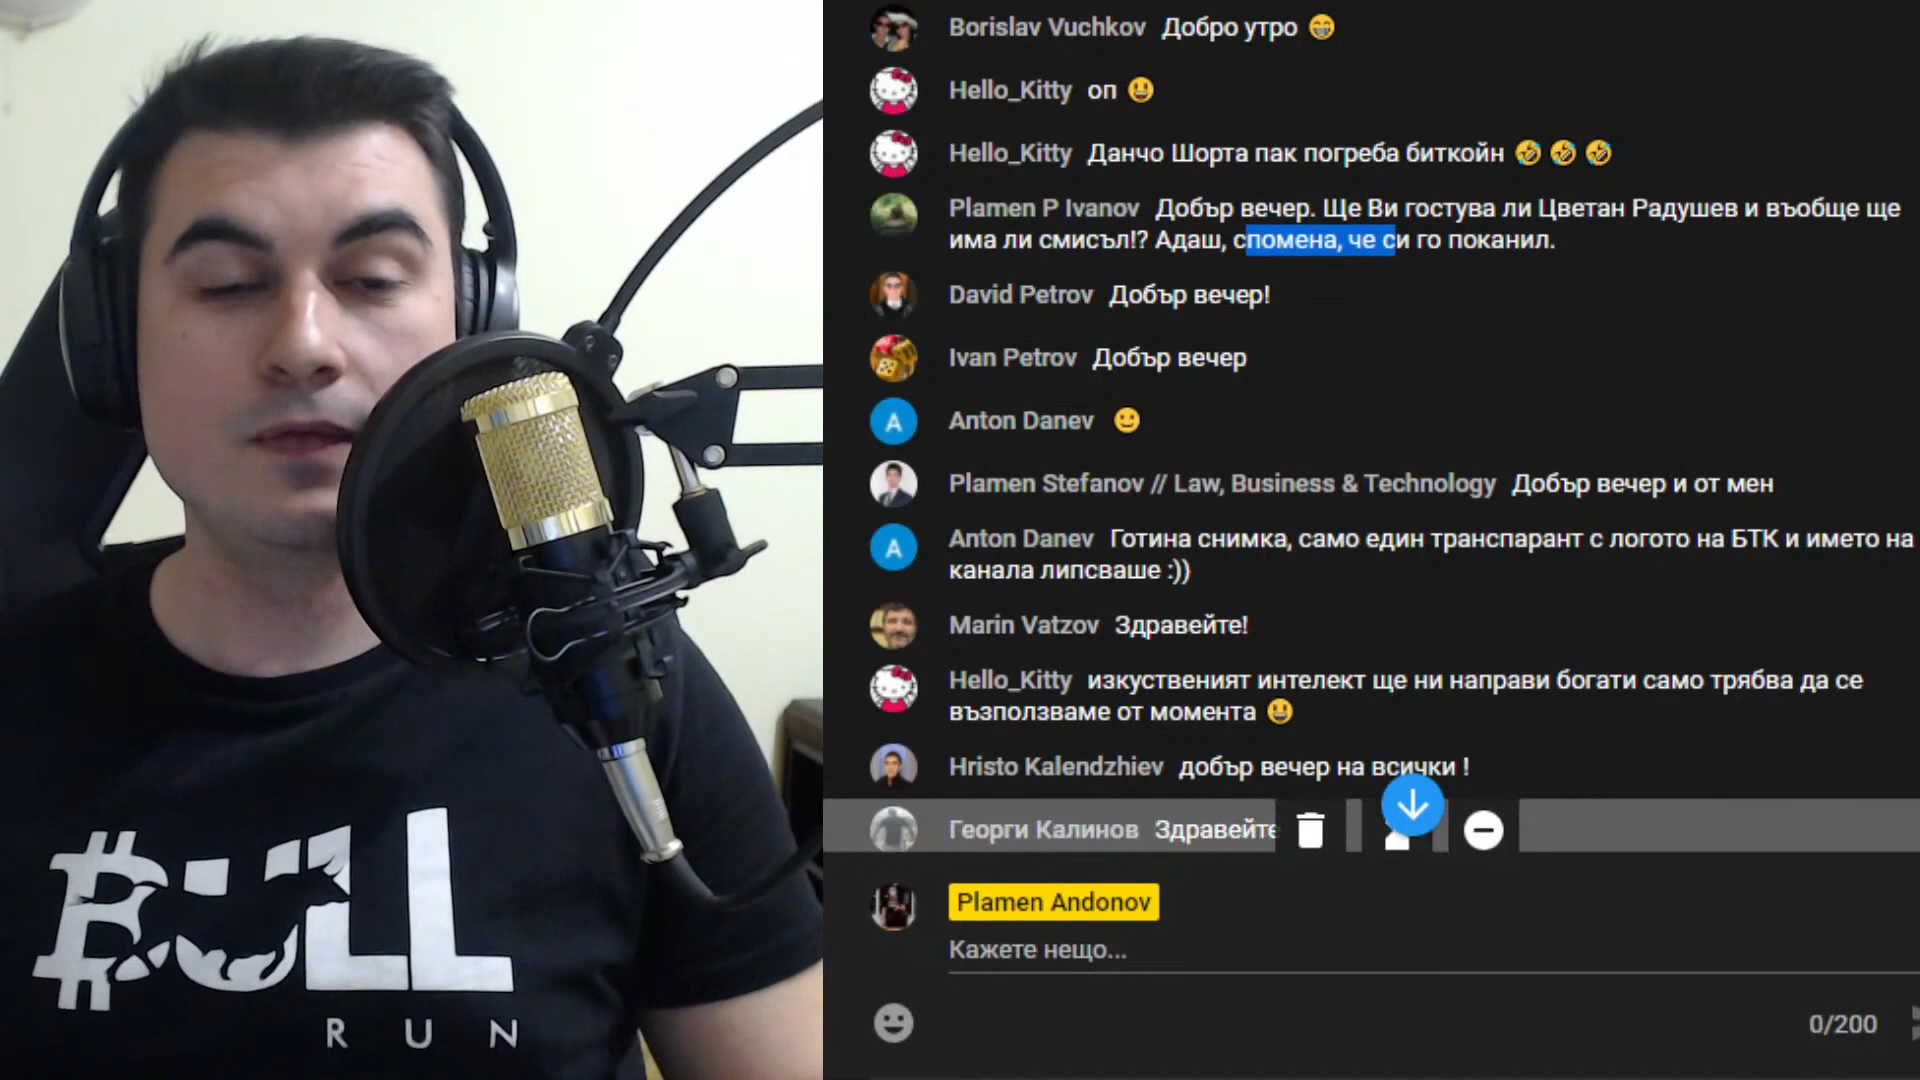 Borislav Vuchkov Добро утро
Hello_Kitty оп
Hello_Kitty Данчо Шорта пак погреба биткойн
Plamen P Ivanov Добър вечер. Ще Ви гостува ли Цветан Радушев и въобще ще
има ли смисъл!? Адаш, спомена, че си го поканил.
David Petrov Добър вечер!
Ivan Petrov Добър вечер
A Anton Danev
Plamen Stefanov // Law, Business & Technology Добър вечер и от мен
A Anton Danev Готина снимка, само един транспарант с логото на БТК и името на
канала липсваше :))
Marin Vatzov Здравейте!
Hello_Kitty изкуственият интелект ще ни направи богати само трябва да се
възползваме от момента
Hristo Kalendzhiev добър вечер на всички !
Георги Калинов Здравейте
Plamen Andonov
Кажете нещо...
0/200
BULL
RUN